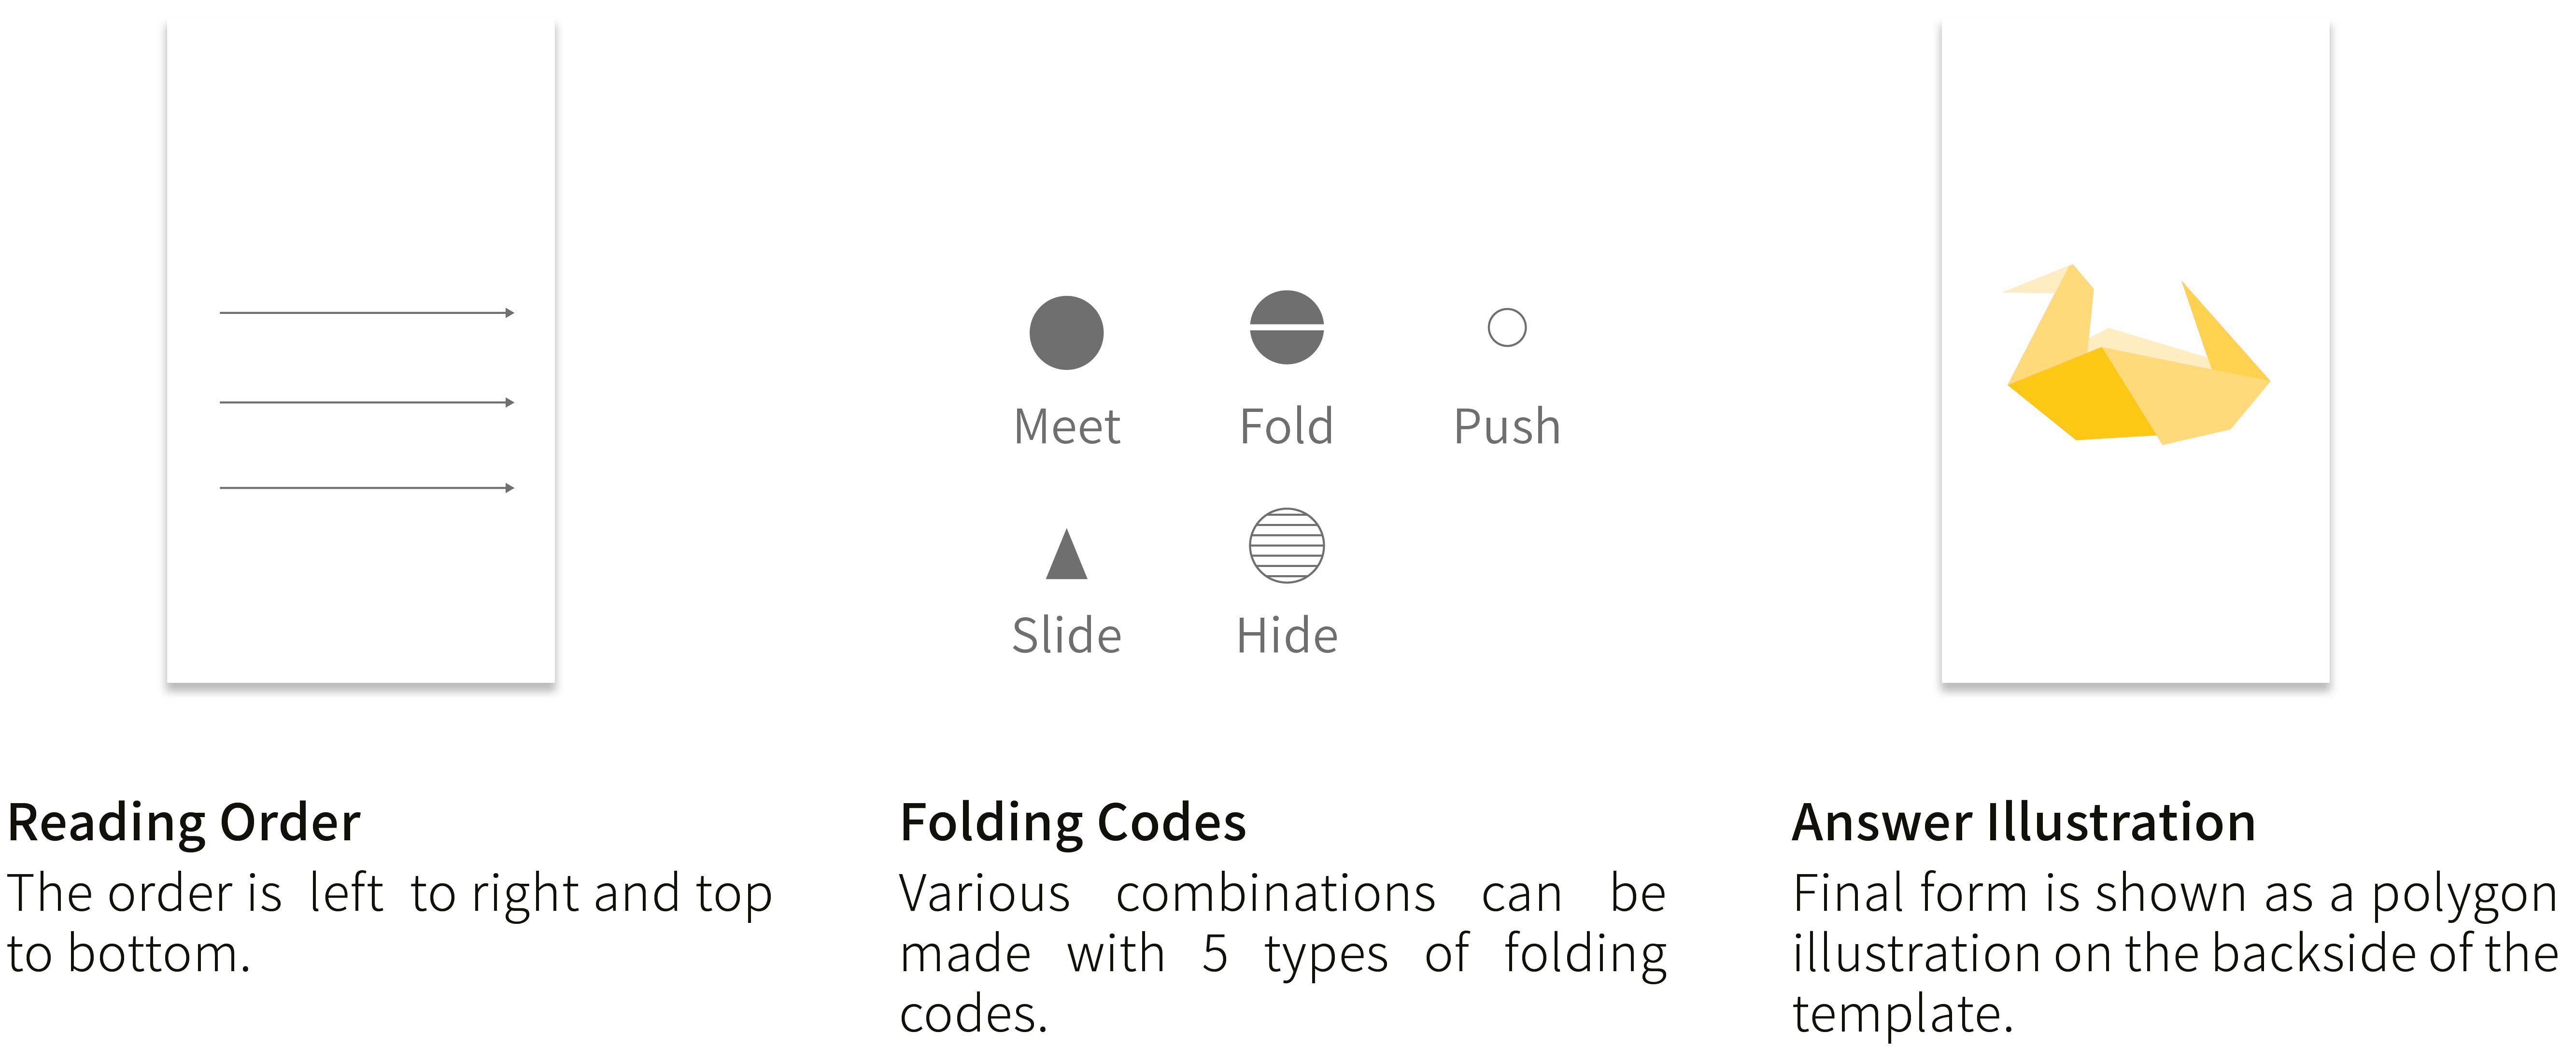 Meet
Fold
Push
Slide
Hide
Reading Order
The order is left to right and top
to bottom.
Folding Codes
Various combinations can be
made with 5 types of folding
codes.
Answer Illustration
Final form is shown as a polygon
illustration on the backside of the
template.